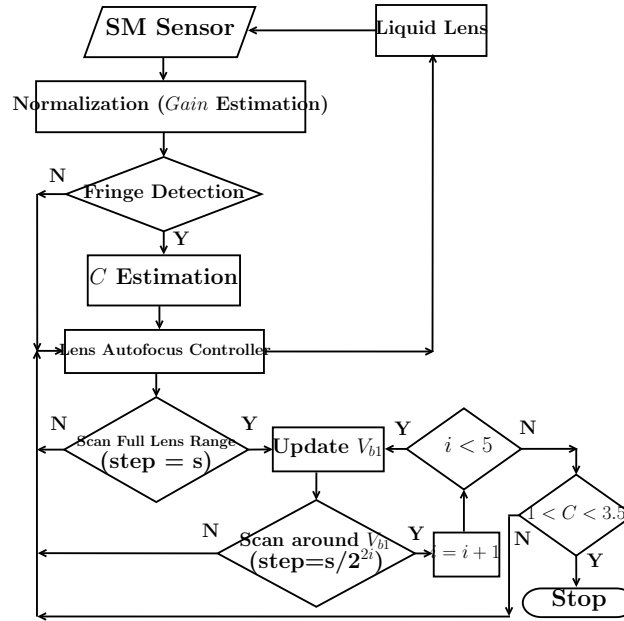 SM Sensor
Liquid Lens
Normalization (Gain Estimation)
N
Fringe Detection
Y
C Estimation
Lens Autofocus Controller
N
Scan Full Lens Range
(step = s)
Y
Update V_{b1}
Y
i < 5
N
N
Scan around V_{b1}
(step=s/2^{2i})
Y
i = i + 1
1 < C < 3.5
N
Y
Stop